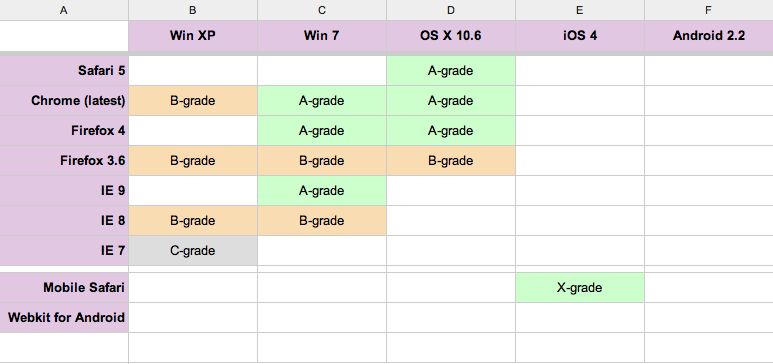 A B C D E F
Win XP Win 7 OS X 10.6 iOS 4 Android 2.2
Safari 5 A-grade
Chrome (latest) B-grade A-grade A-grade
Firefox 4 A-grade A-grade
Firefox 3.6 B-grade B-grade B-grade
IE 9 A-grade
IE 8 B-grade B-grade
IE 7 C-grade
Mobile Safari X-grade
Webkit for Android